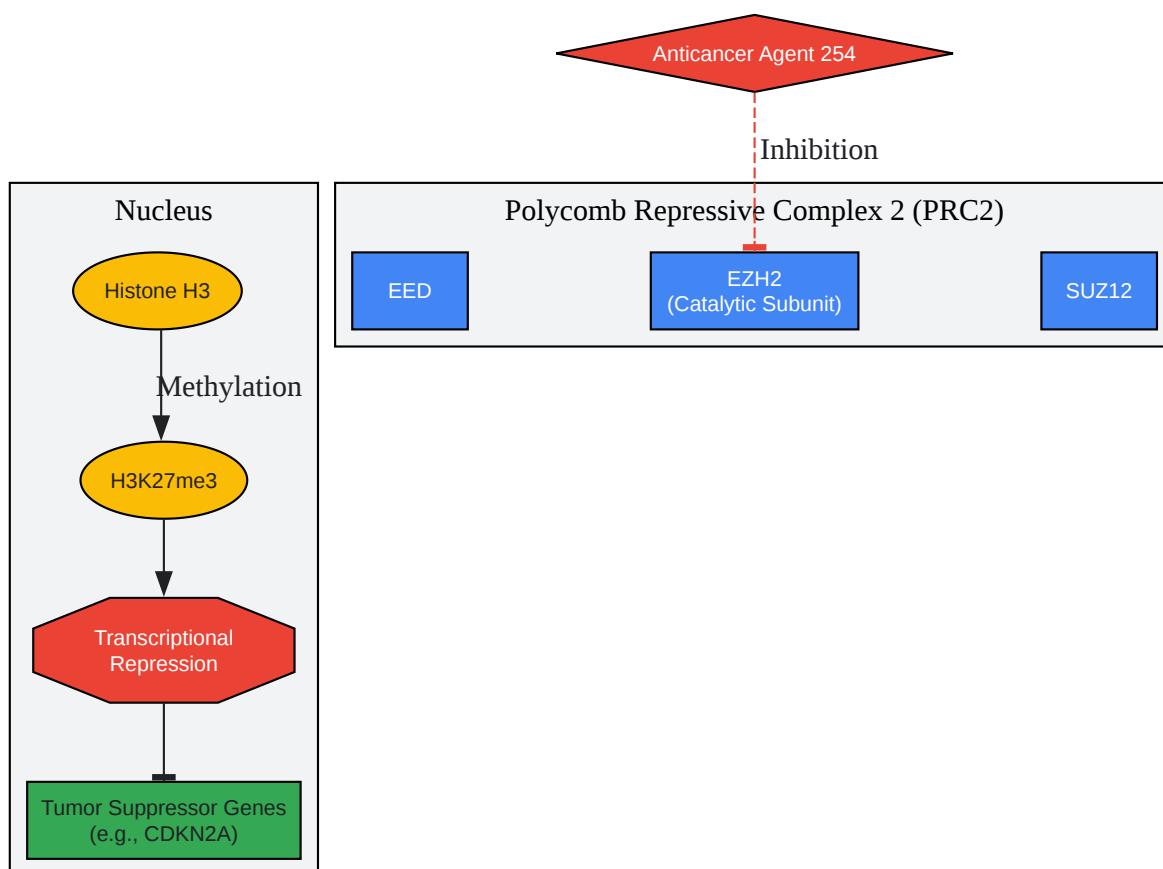 Anticancer Agent 254
Inhibition
Nucleus
Polycomb Repressive Complex 2 (PRC2)
Histone H3
EED
EZH2
(Catalytic Subunit)
SUZ12
Methylation
H3K27me3
Transcriptional
Repression
Tumor Suppressor Genes
(e.g., CDKN2A)